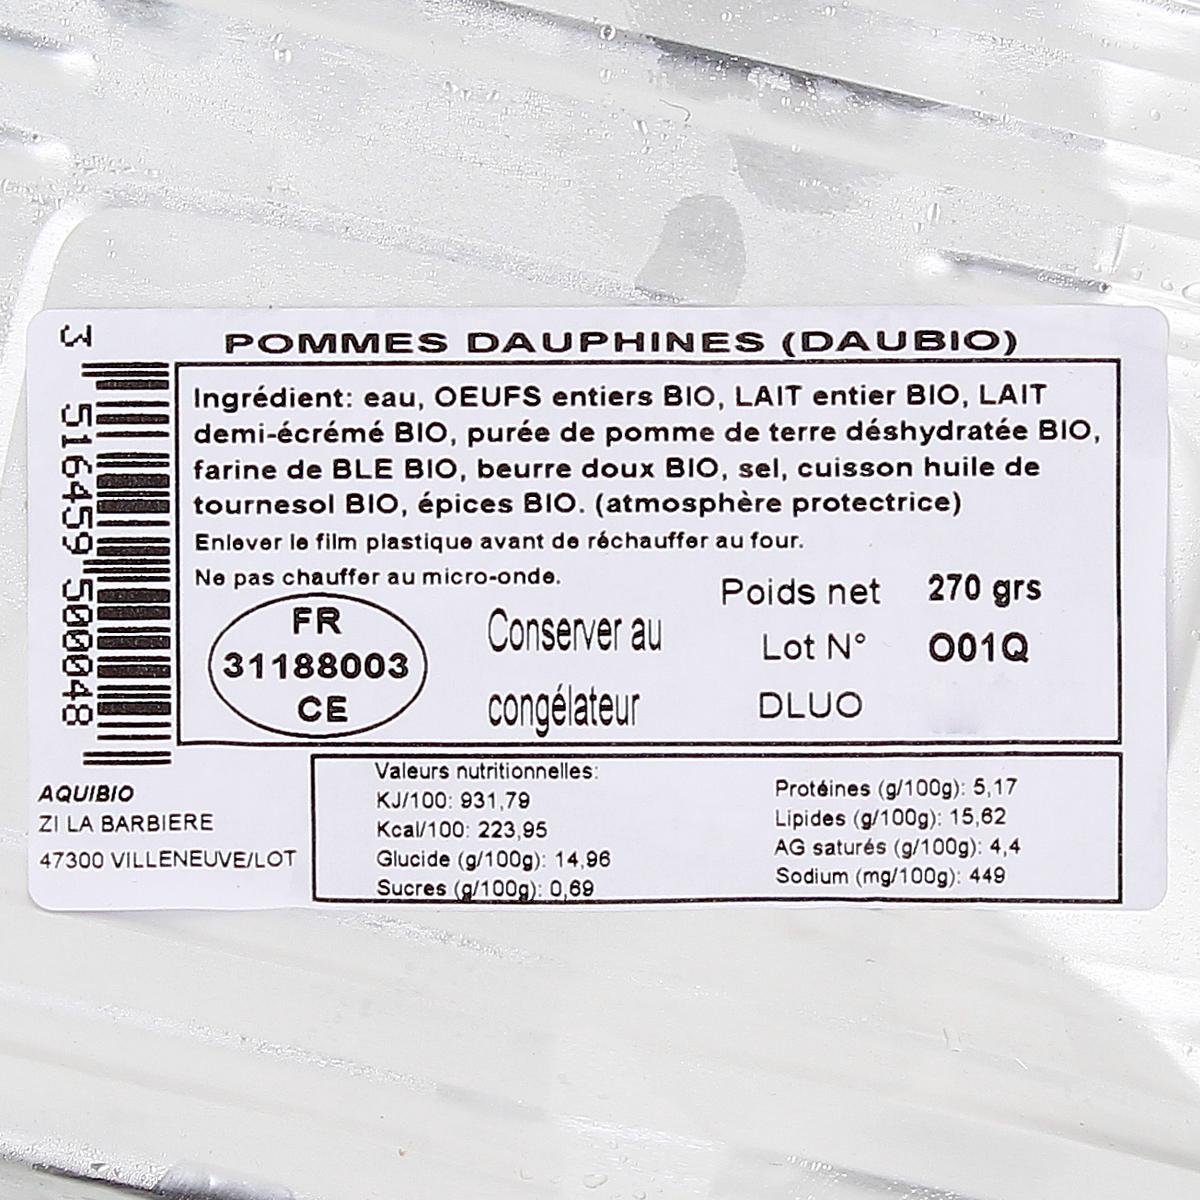 POMMES DAUPHINES (DAUBIO)
Ingrédient: eau, OEUFS entiers BIO, LAIT entier BIO, LAIT
demi-écrémé BIO, purée de pomme de terre déshydratée BIO,
farine de BLE BIO, beurre doux BIO, sel, cuisson huile de
tournesol BIO, épices BIO. (atmosphère protectrice)
Enlever le film plastique avant de réchauffer au four.
Ne pas chauffer au micro-onde.
FR
31188003
CE
Conserver au
congélateur
Poids net 270 grs
Lot N° O01Q
DLUO
3 516459 500048
AQUIBIO
ZI LA BARBIERE
47300 VILLENEUVE/LOT
Valeurs nutritionnelles:
KJ/100: 931,79
Kcal/100: 223,95
Glucide (g/100g): 14,96
Sucres (g/100g): 0,69
Protéines (g/100g): 5,17
Lipides (g/100g): 15,62
AG saturés (g/100g): 4,4
Sodium (mg/100g): 449